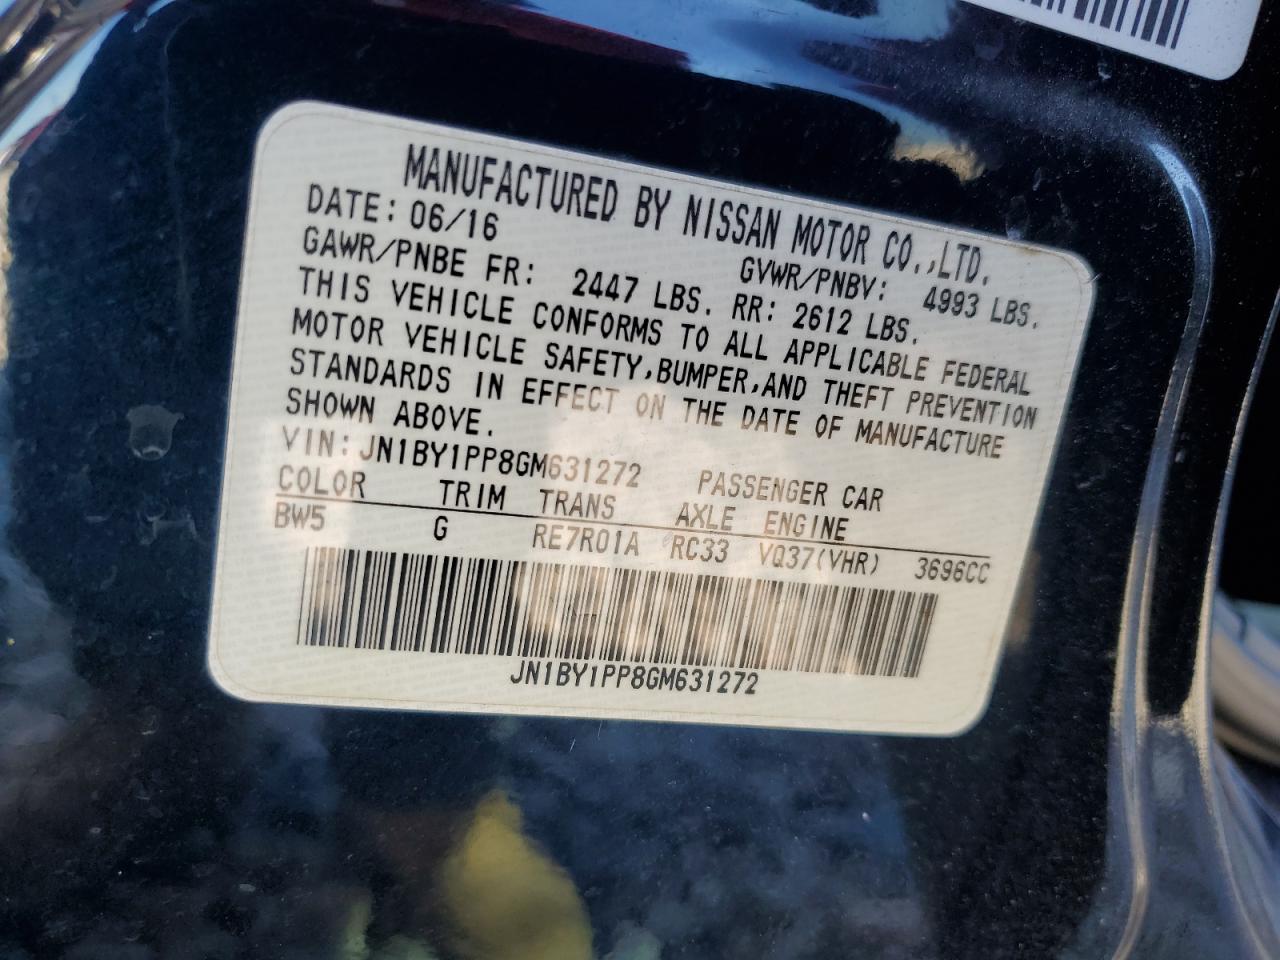 MANUFACTURED BY NISSAN MOTOR CO.,LTD.
DATE: 06/16 GVWR/PNBV: 4993 LBS.
GAWR/PNBE FR: 2447 LBS. RR: 2612 LBS.
THIS VEHICLE CONFORMS TO ALL APPLICABLE FEDERAL
MOTOR VEHICLE SAFETY,BUMPER,AND THEFT PREVENTION
STANDARDS IN EFFECT ON THE DATE OF MANUFACTURE
SHOWN ABOVE.
VIN: JN1BY1PP8GM631272 PASSENGER CAR
COLOR TRIM TRANS AXLE ENGINE
BW5 G RE7R01A RC33 VQ37(VHR) 3696CC
JN1BY1PP8GM631272